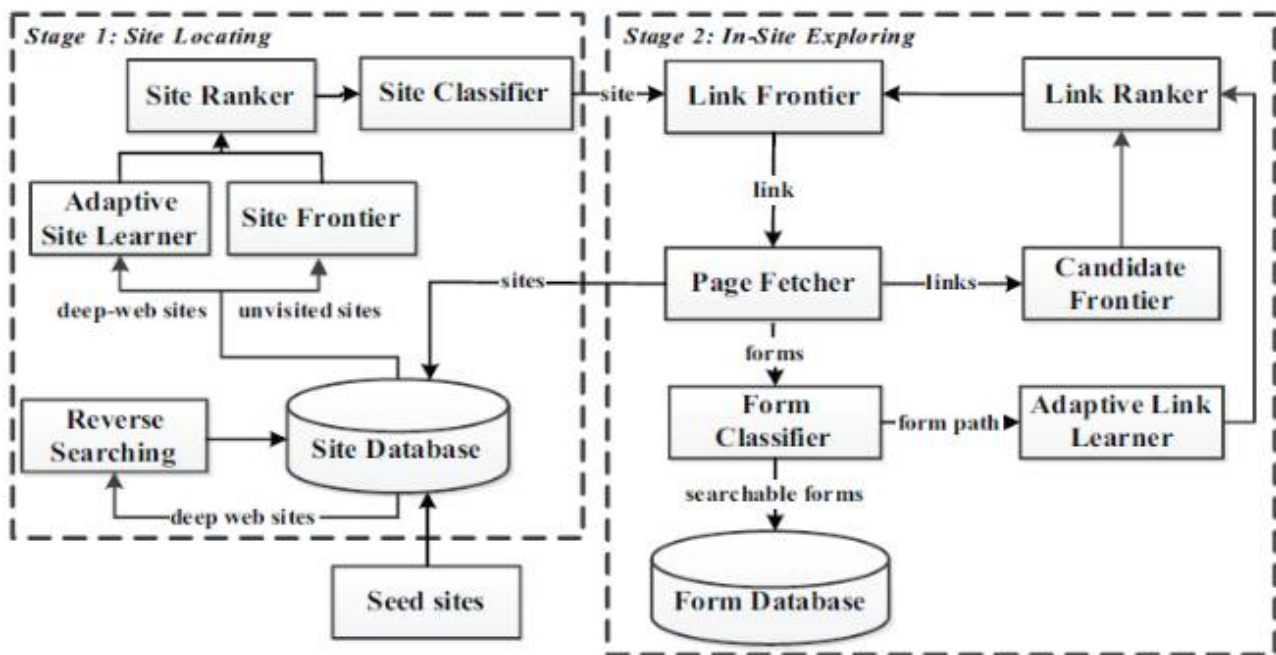 Stage 1: Site Locating
Site Ranker
Site Classifier
site
Adaptive
Site Learner
Site Frontier
deep-web sites
unvisited sites
sites
Reverse
Searching
Site Database
deep web sites
Seed sites
Stage 2: In-Site Exploring
Link Frontier
Link Ranker
link
Page Fetcher
links
Candidate
Frontier
forms
Form
Classifier
form path
Adaptive Link
Learner
searchable forms
Form Database